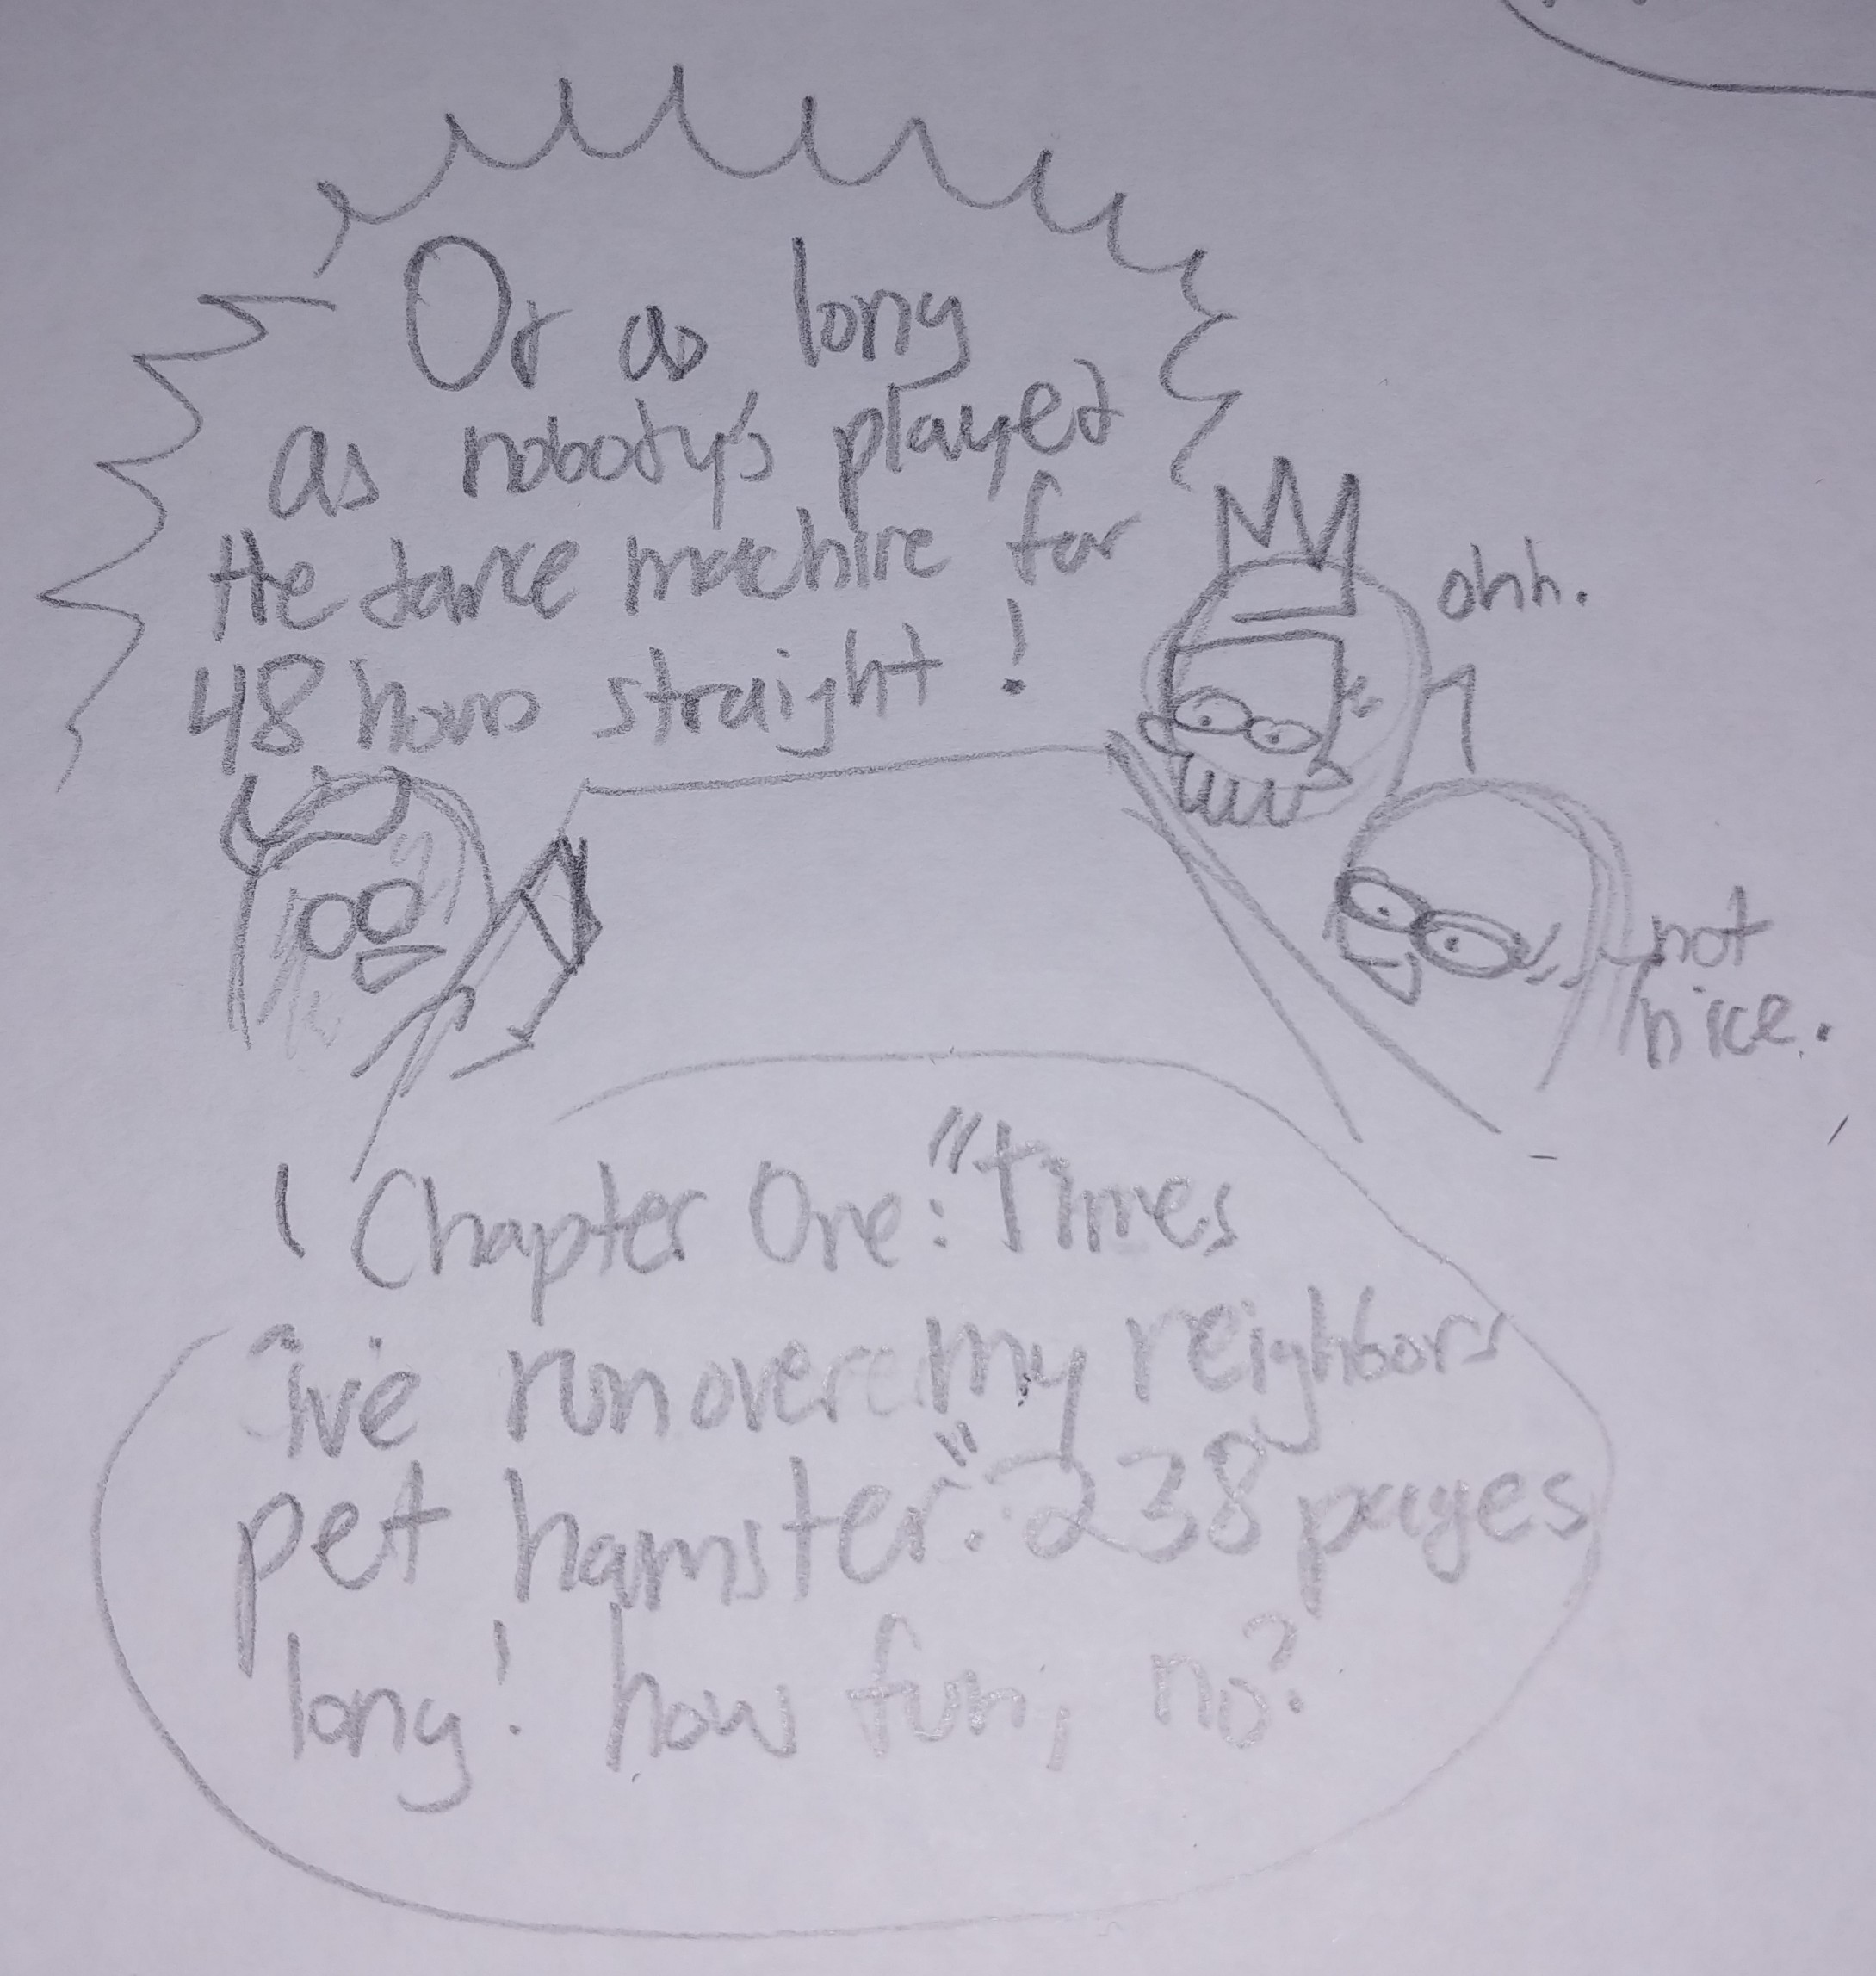 Or as long
as nobody's played
the dance machine for
48 hours straight!
ohh.
not
nice.
Chapter One: "Times
i've run over my neighbors
pet hamster." 238 pages
long! how fun, no?